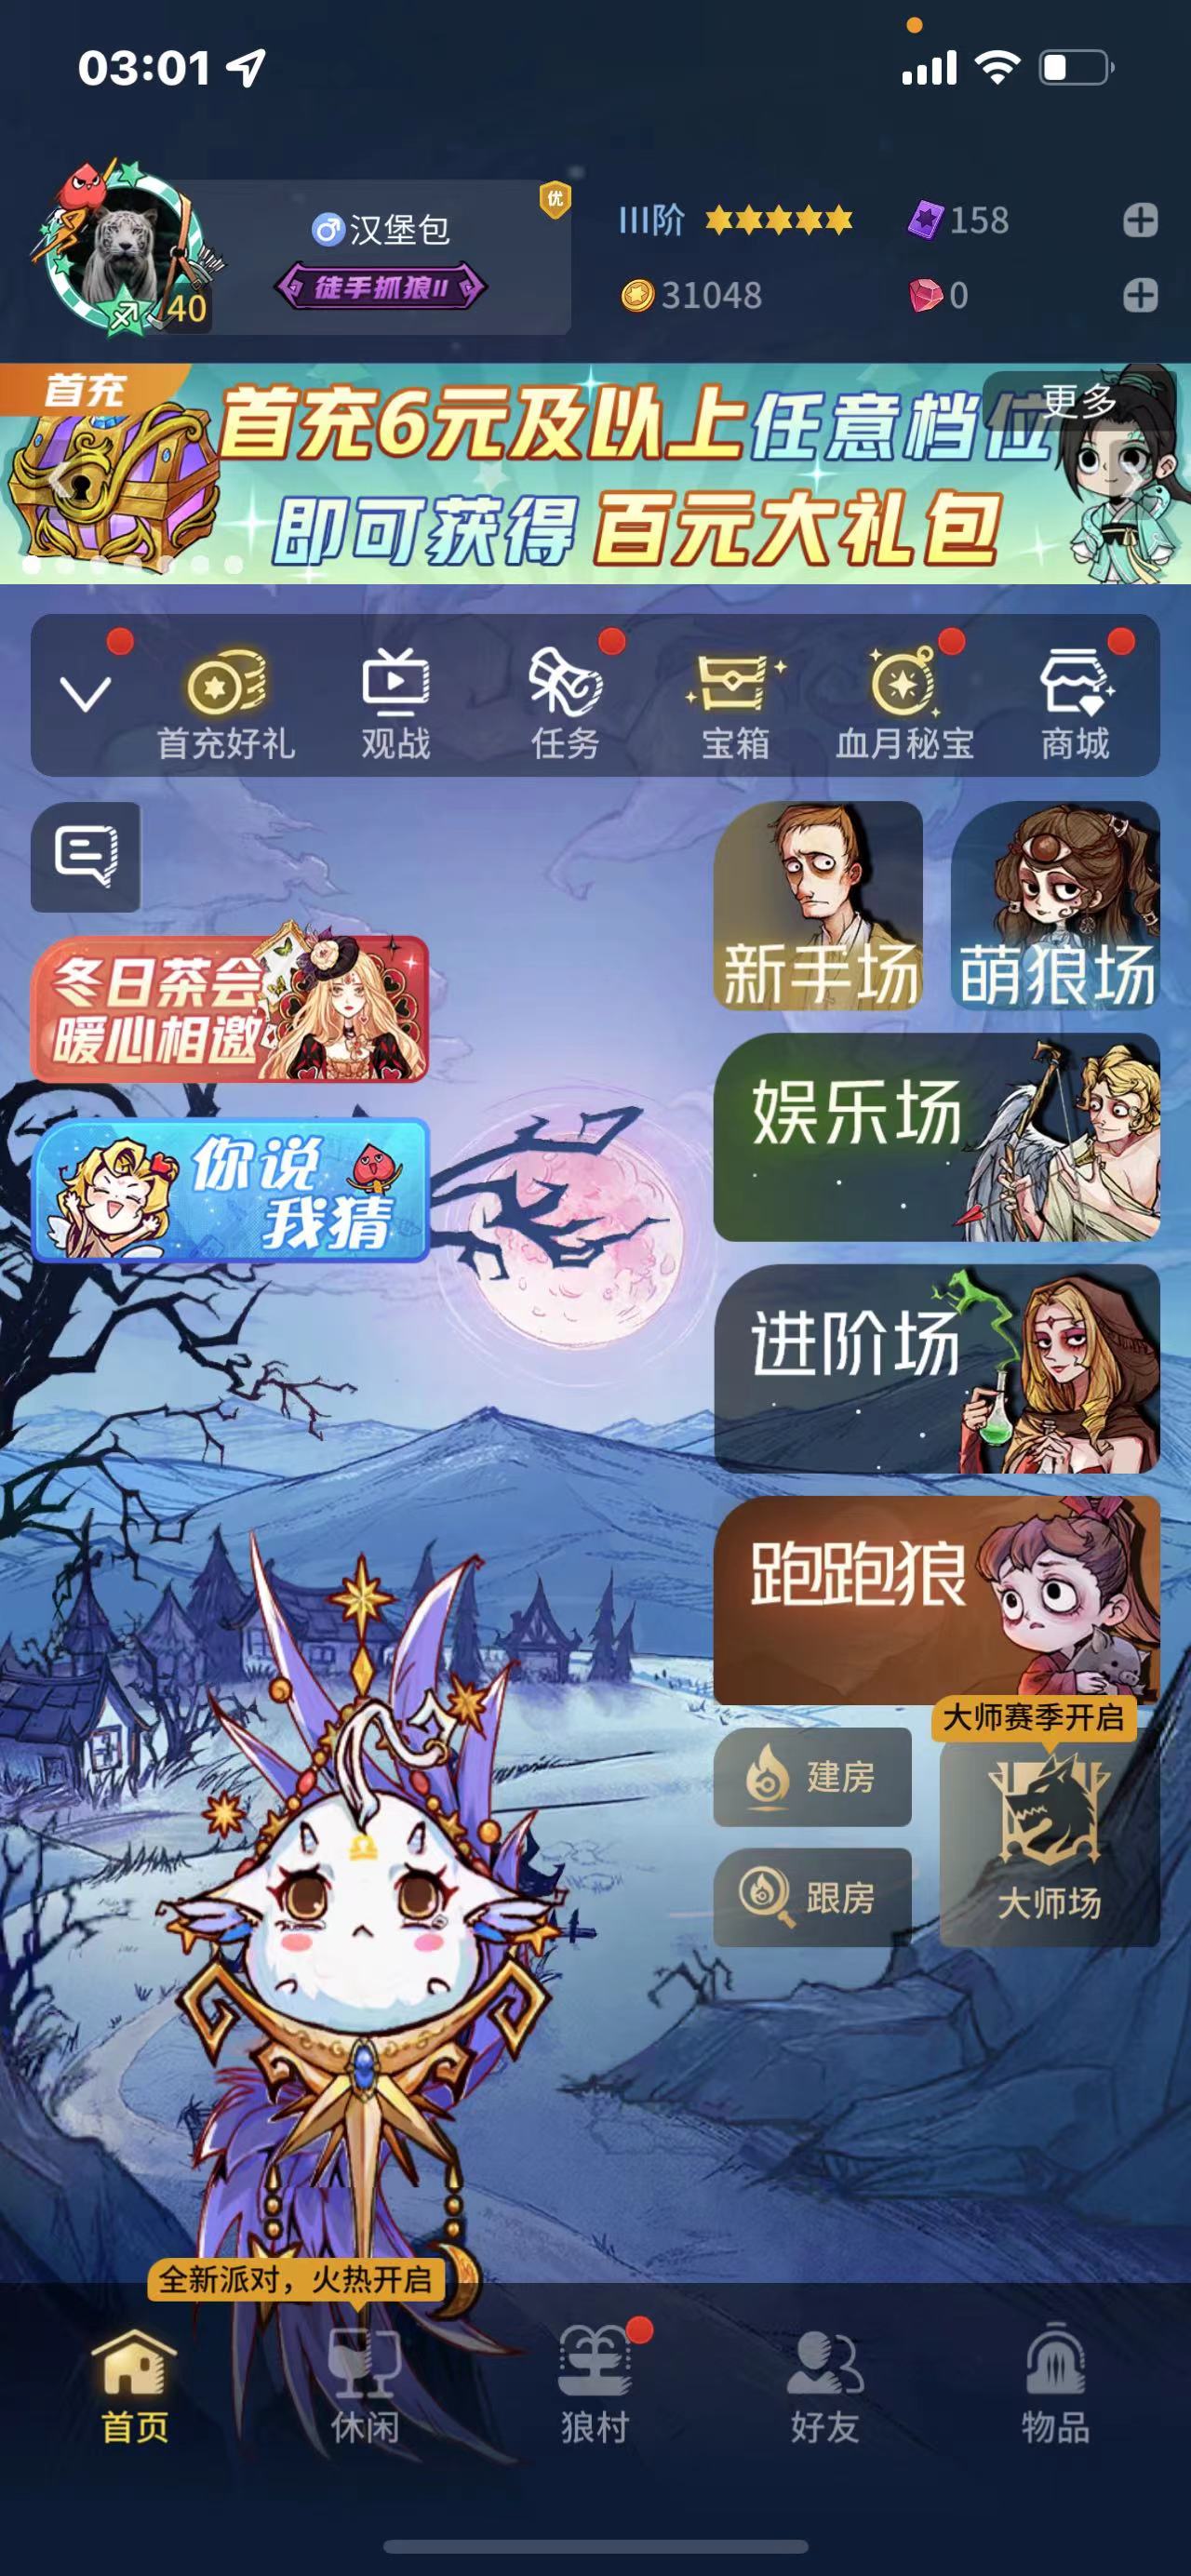 03:01
汉堡包
优
徒手抓狼II
40
III阶
158
31048
0
首充
首充6元及以上任意档位
即可获得百元大礼包
更多
首充好礼
观战
任务
宝箱
血月秘宝
商城
新手场
萌狼场
冬日茶会
暖心相邀
娱乐场
你说
我猜
进阶场
跑跑狼
大师赛季开启
建房
跟房
大师场
全新派对，火热开启
首页
休闲
狼村
好友
物品